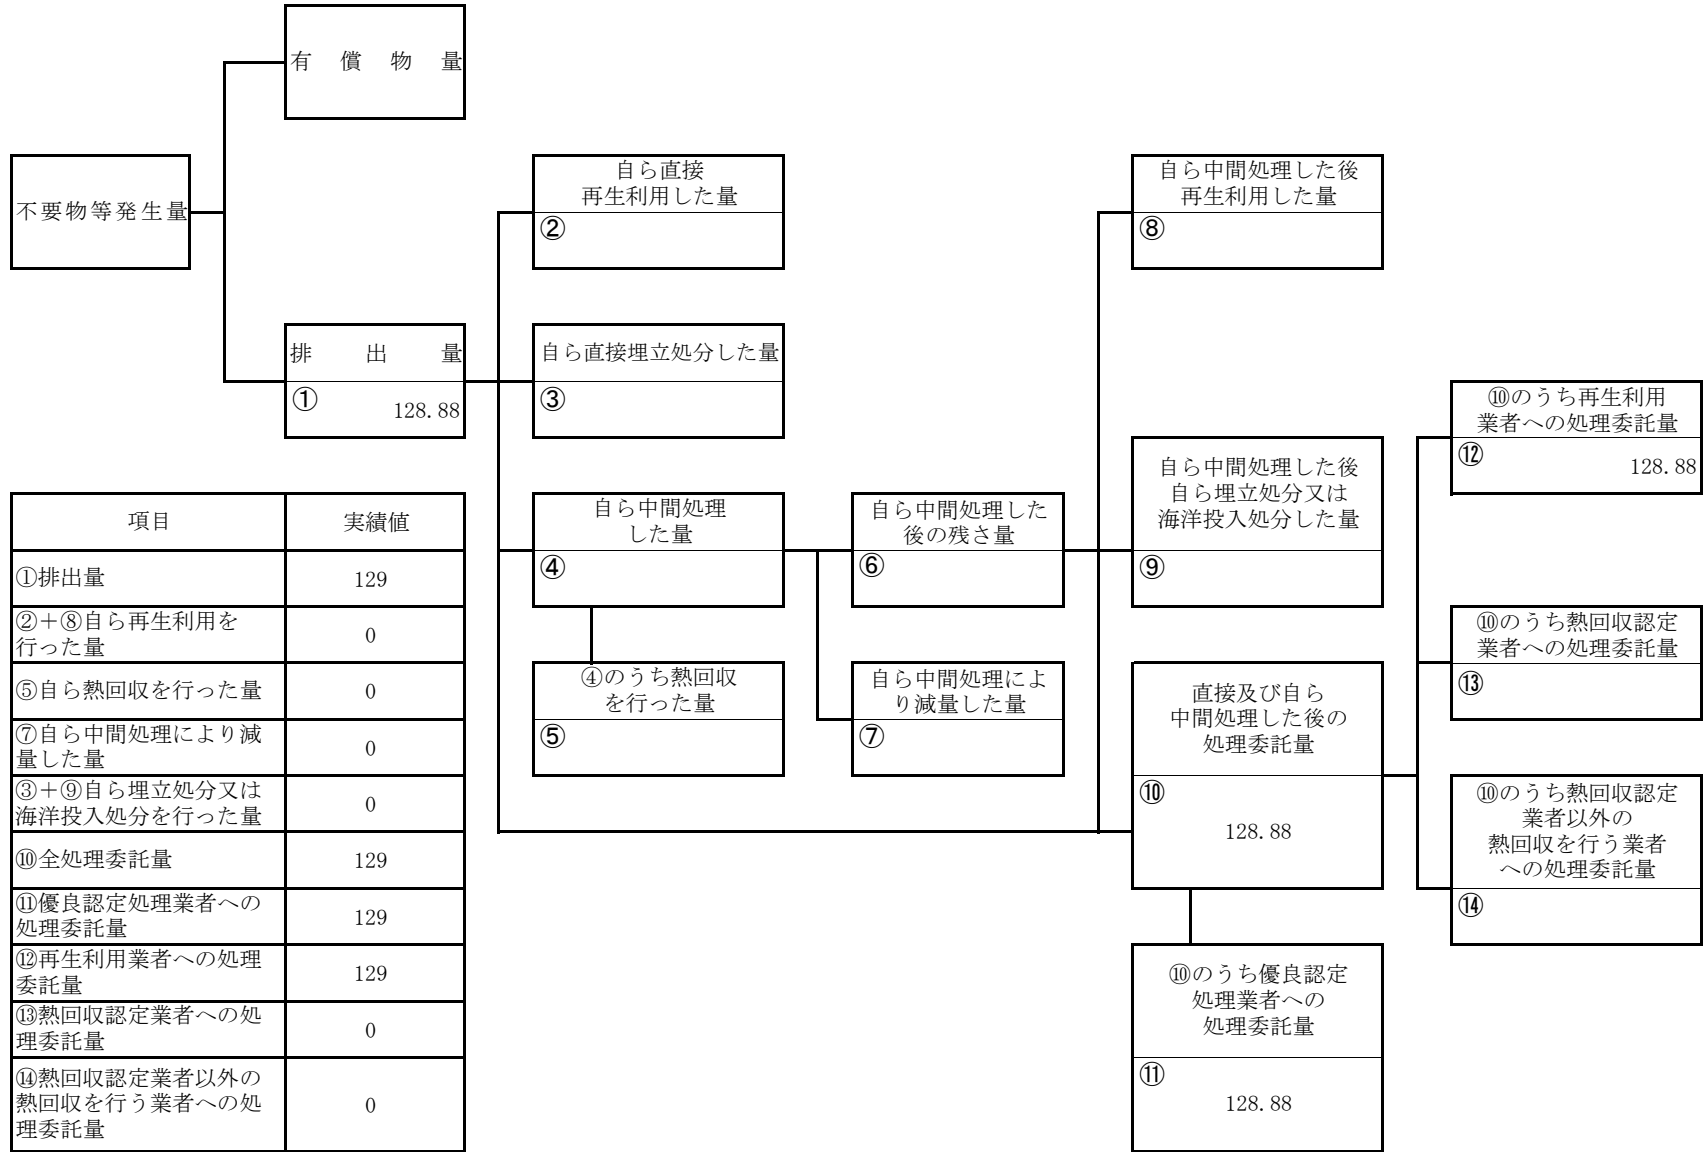 有償物量
不要物等発生量
自ら直接
再生利用した量
②
自ら中間処理した後
再生利用した量
⑧
排出量
①
128.88
自ら直接埋立処分した量
③
⑩のうち再生利用
業者への処理委託量
⑫
128.88
自ら中間処理
した量
④
自ら中間処理した
後の残さ量
⑥
自ら中間処理した後
自ら埋立処分又は
海洋投入処分した量
⑨
⑩のうち熱回収認定
業者への処理委託量
⑬
④のうち熱回収
を行った量
⑤
自ら中間処理によ
り減量した量
⑦
直接及び自ら
中間処理した後の
処理委託量
⑩
128.88
⑩のうち熱回収認定
業者以外の
熱回収を行う業者
への処理委託量
⑭
⑩のうち優良認定
処理業者への
処理委託量
⑪
128.88
項目 実績値
①排出量 129
②＋⑧自ら再生利用を
行った量 0
⑤自ら熱回収を行った量 0
⑦自ら中間処理により減
量した量 0
③＋⑨自ら埋立処分又は
海洋投入処分を行った量 0
⑩全処理委託量 129
⑪優良認定処理業者への
処理委託量 129
⑫再生利用業者への処理
委託量 129
⑬熱回収認定業者への処
理委託量 0
⑭熱回収認定業者以外の
熱回収を行う業者への処
理委託量 0